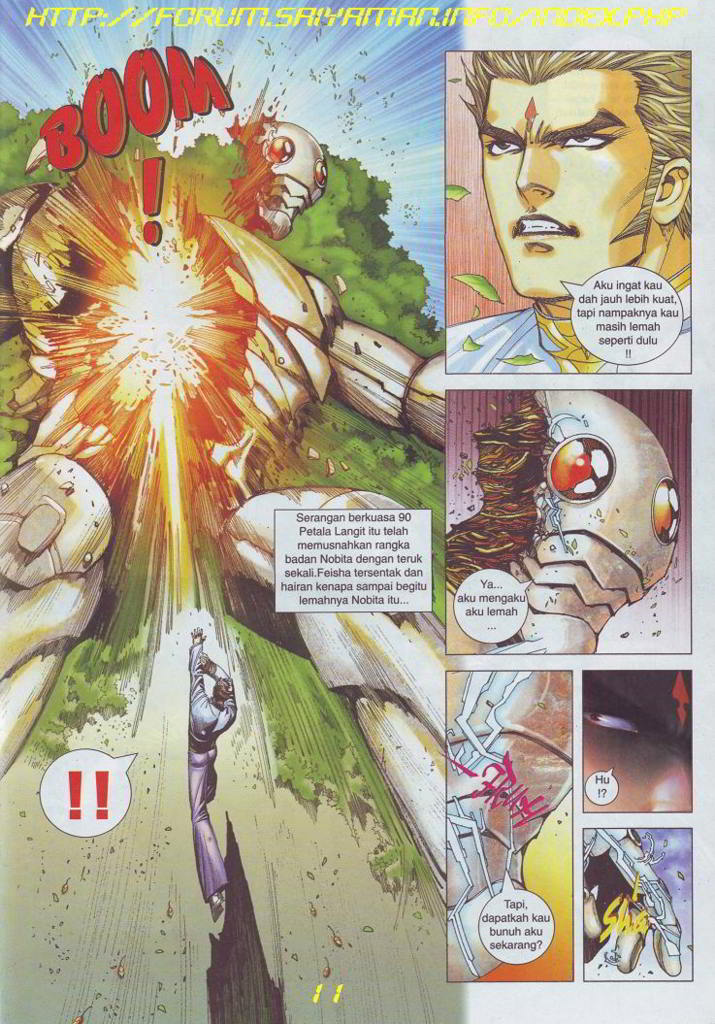 HTTP://FORUM.SAIYAMAN.INFO/INDEX.PHP
BOOM
!
Aku ingat kau
dah jauh lebih kuat,
tapi nampaknya kau
masih lemah
seperti dulu
!!
Serangan berkuasa 90
Petala Langit itu telah
memusnahkan rangka
badan Nobita dengan teruk
sekali.Feisha tersentak dan
hairan kenapa sampai begitu
lemahnya Nobita itu...
Ya...
aku mengaku
aku lemah
...
!!
Hu
!?
Tapi,
dapatkah kau
bunuh aku
sekarang?
Sha
!
11